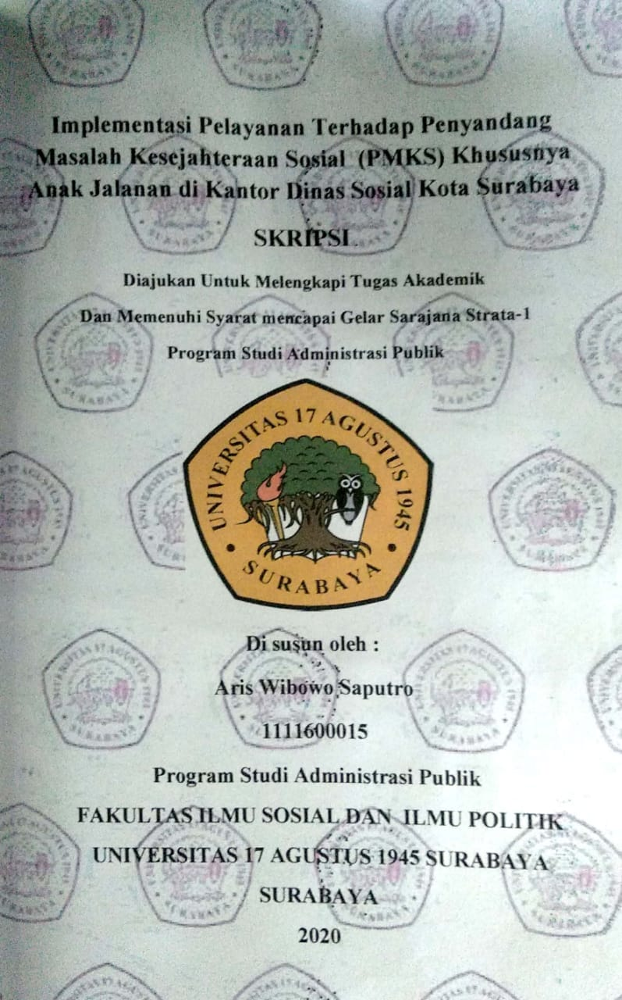 Implementasi Pelayanan Terhadap Penyandang
Masalah Kesejahteraan Sosial (PMKS) Khususnya
Anak Jalanan di Kantor Dinas Sosial Kota Surabaya
SKRIPSI
Diajukan Untuk Melengkapi Tugas Akademik
Dan Memenuhi Syarat mencapai Gelar Sarajana Strata-1
Program Studi Administrasi Publik
UNIVERSITAS 17 AGUSTUS 1945
SURABAYA
Di susun oleh :
Aris Wibowo Saputro
1111600015
Program Studi Administrasi Publik
FAKULTAS ILMU SOSIAL DAN ILMU POLITIK
UNIVERSITAS 17 AGUSTUS 1945 SURABAYA
SURABAYA
2020